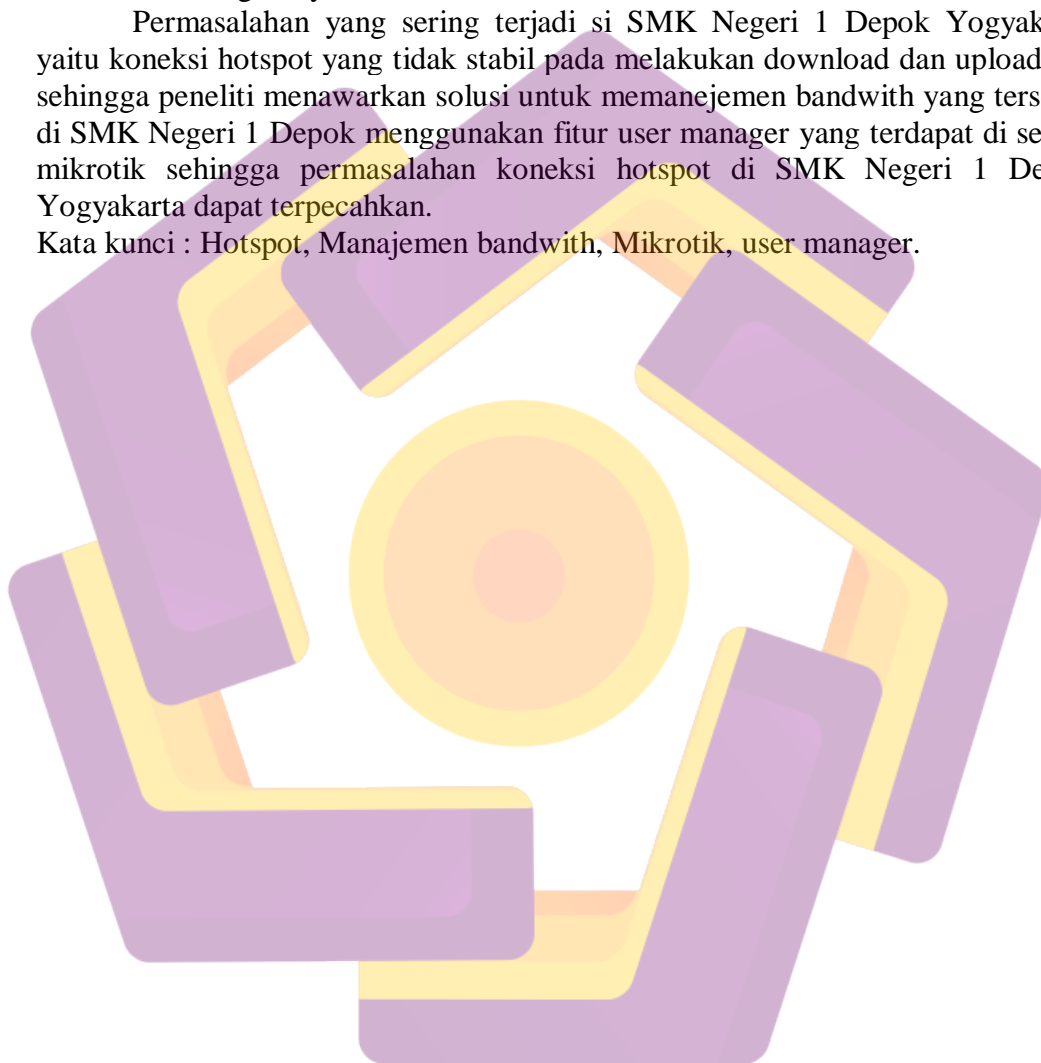 Permasalahan yang sering terjadi si SMK Negeri 1 Depok Yogyak
yaitu koneksi hotspot yang tidak stabil pada melakukan download dan upload
sehingga peneliti menawarkan solusi untuk memanejemen bandwith yang ters
di SMK Negeri 1 Depok menggunakan fitur user manager yang terdapat di se
mikrotik sehingga permasalahan koneksi hotspot di SMK Negeri 1 De
Yogyakarta dapat terpecahkan.
Kata kunci : Hotspot, Manajemen bandwith, Mikrotik, user manager.